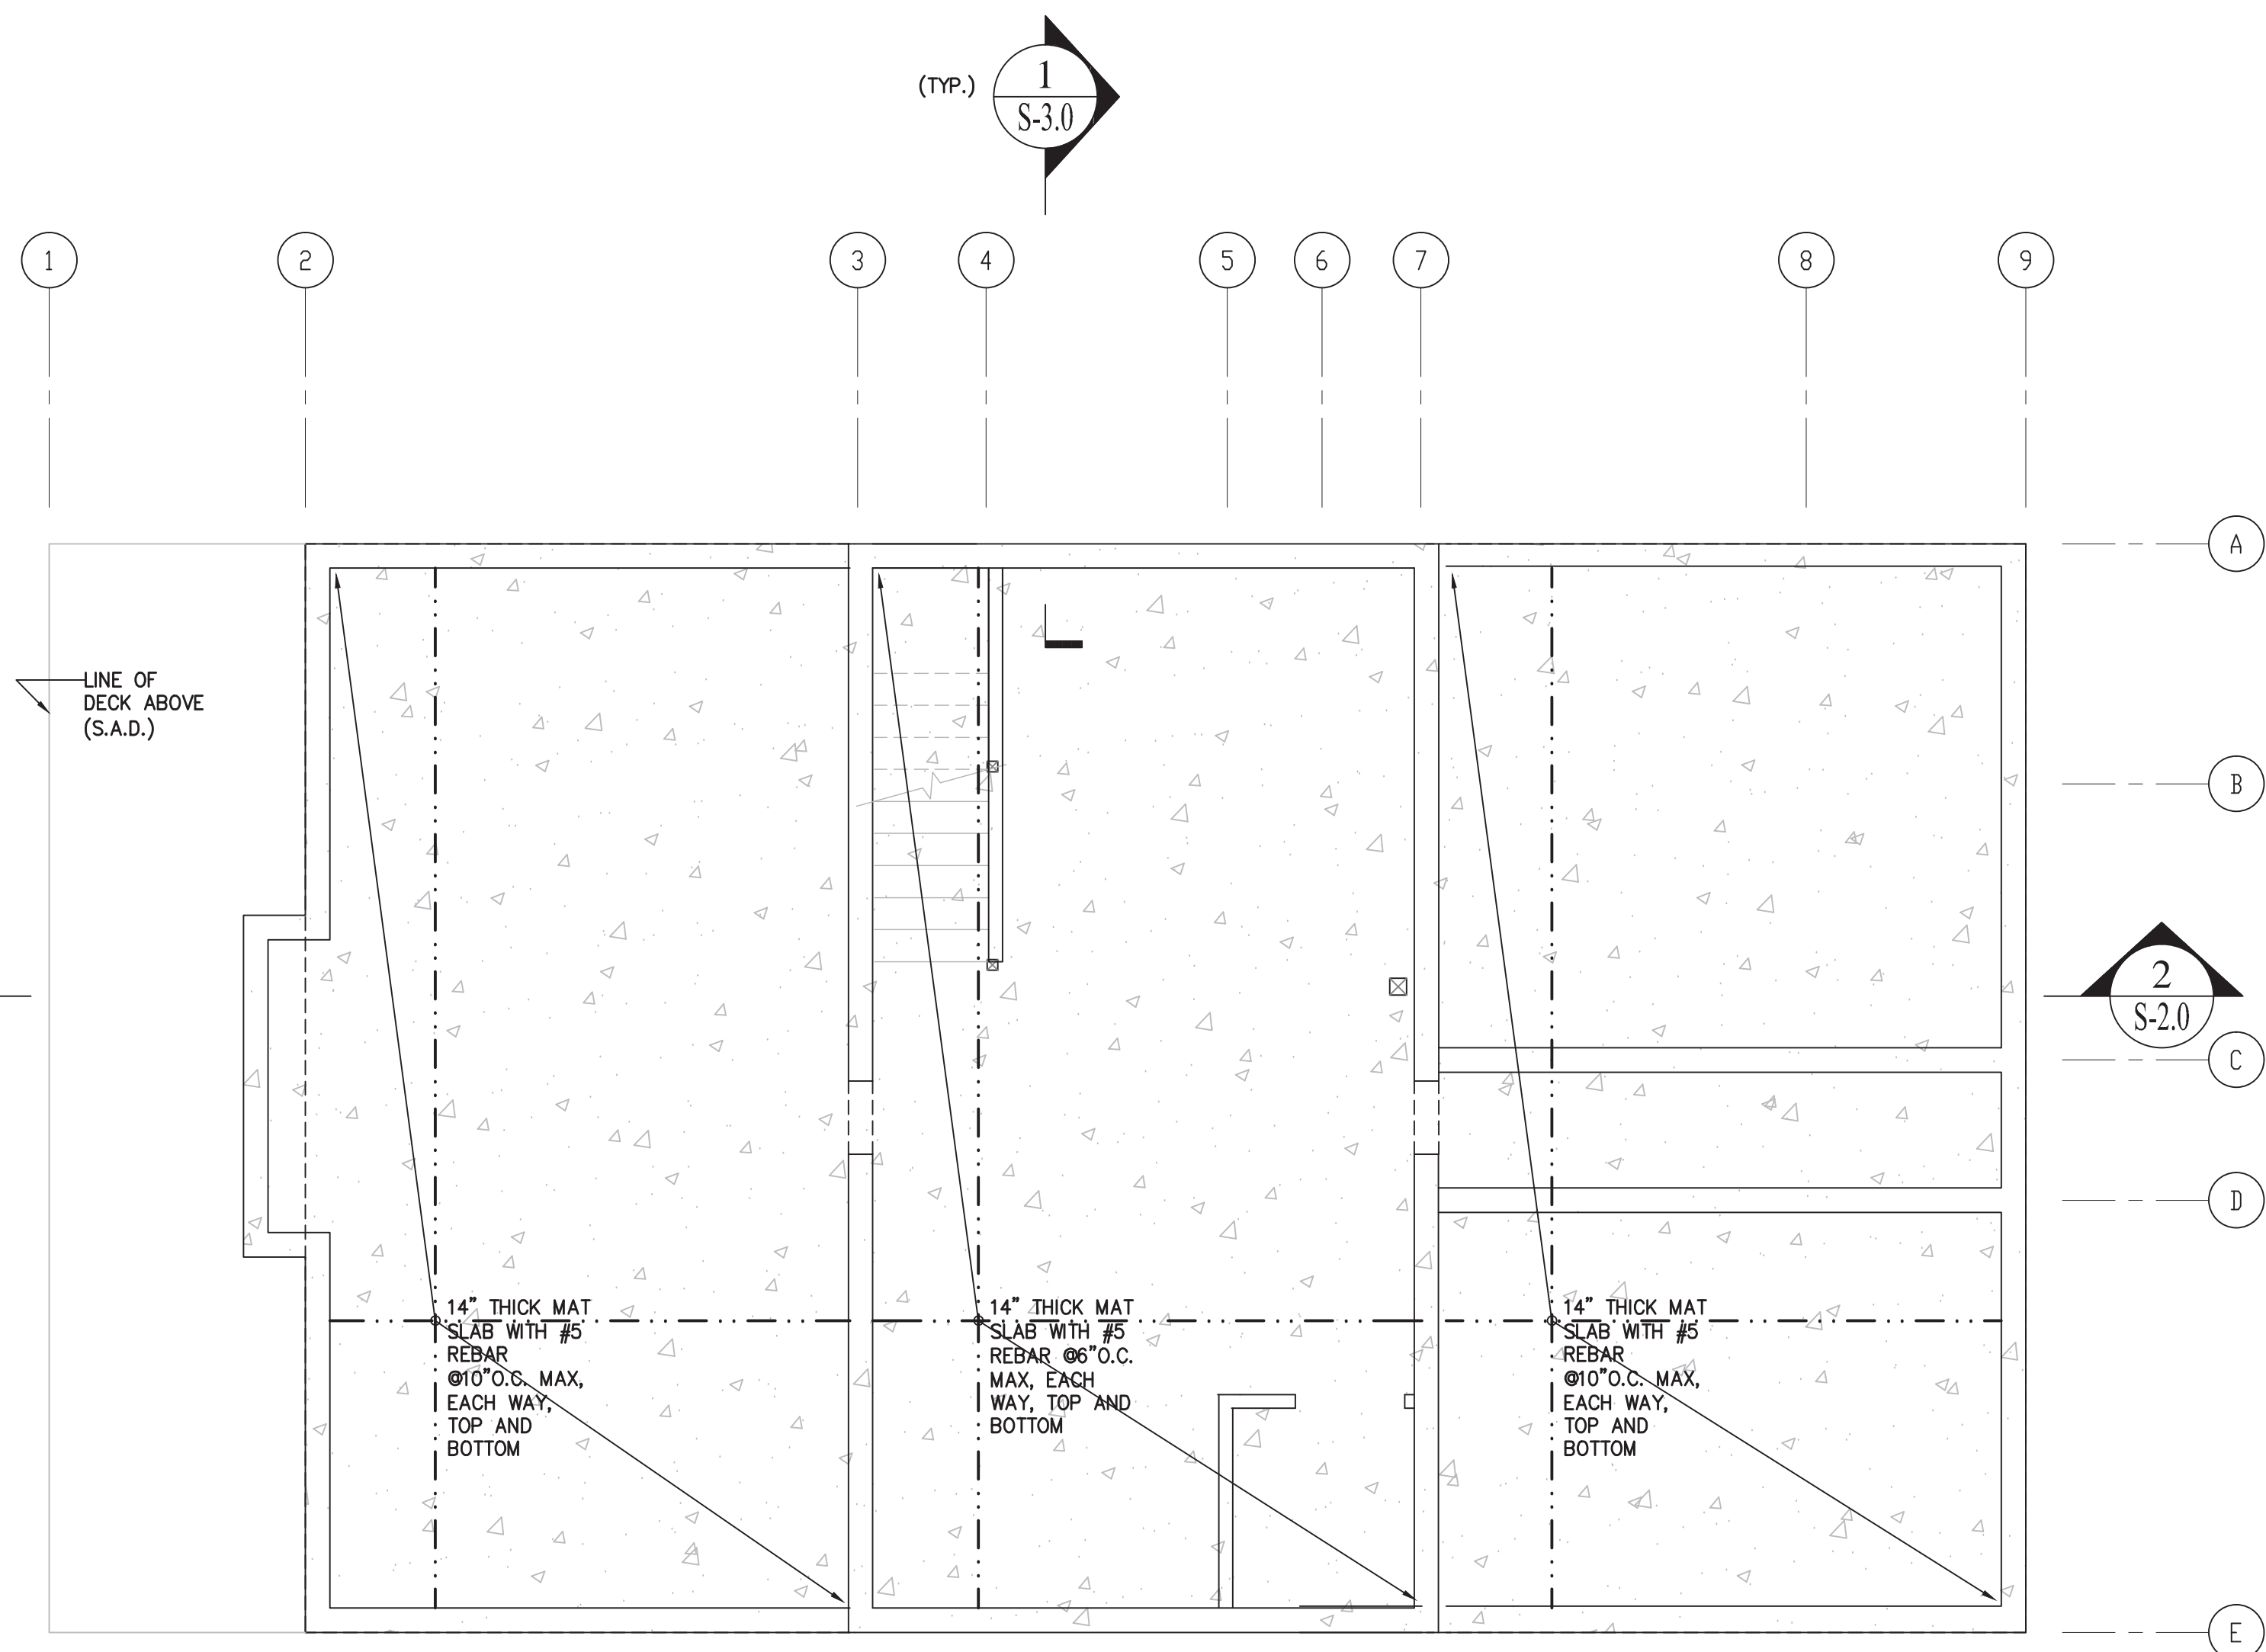 (TYP.)
1
S-3.0
1
2
3
4
5
6
7
8
9
A
LINE OF
DECK ABOVE
(S.A.D.)
B
2
S-2.0
C
D
14" THICK MAT
SLAB WITH #5
REBAR
@10"O.C. MAX,
EACH WAY,
TOP AND
BOTTOM
14" THICK MAT
SLAB WITH #5
REBAR @6"O.C.
MAX, EACH
WAY, TOP AND
BOTTOM
14" THICK MAT
SLAB WITH #5
REBAR
@10"O.C. MAX,
EACH WAY,
TOP AND
BOTTOM
E